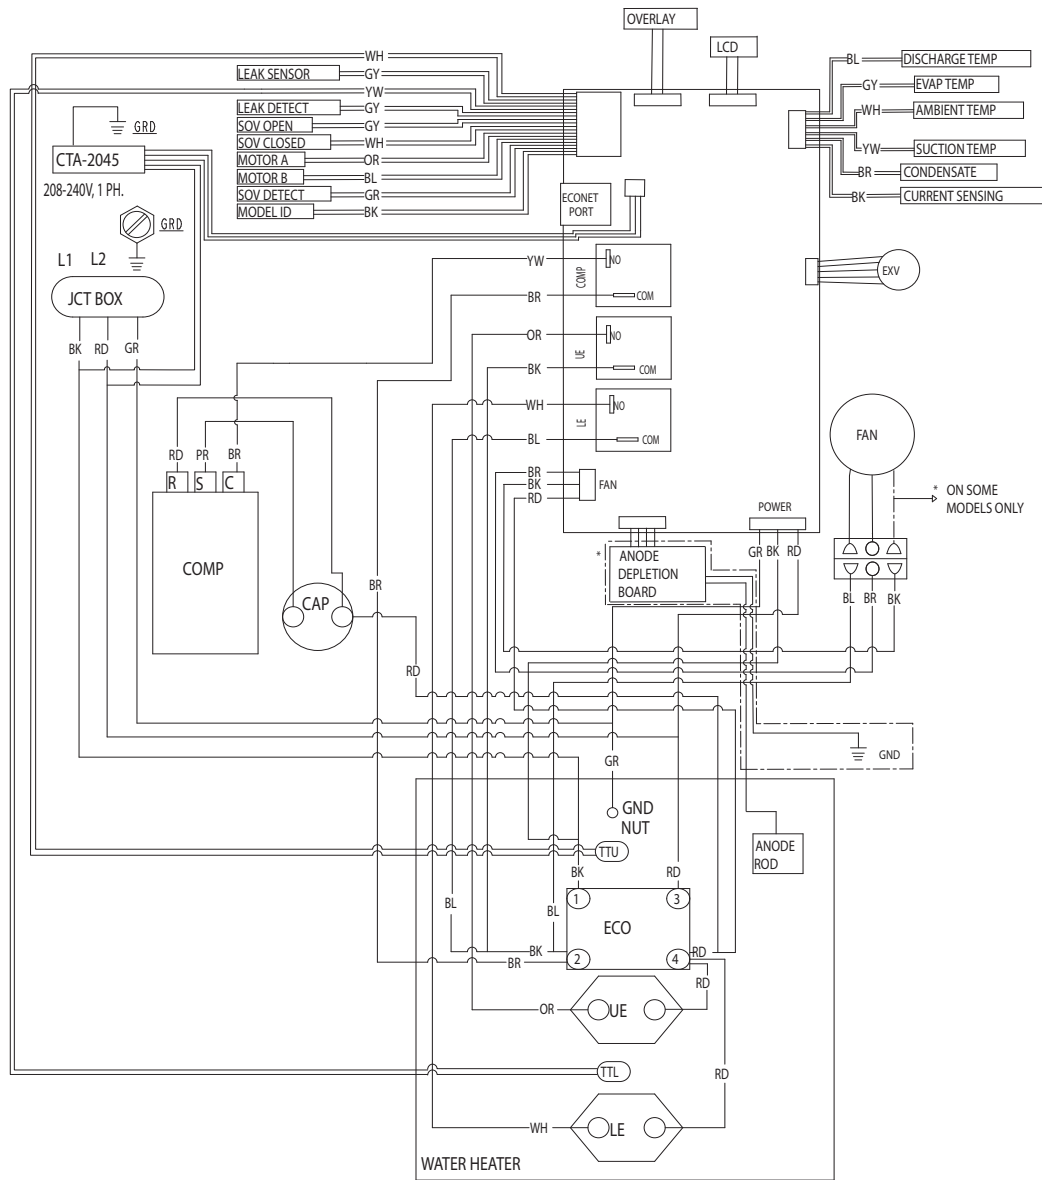 OVERLAY
LCD
WH
LEAK SENSOR
GY
YW
LEAK DETECT
GY
SOV OPEN
GY
SOV CLOSED
WH
MOTOR A
OR
MOTOR B
BL
SOV DETECT
GR
MODEL ID
BK
BL
DISCHARGE TEMP
GY
EVAP TEMP
WH
AMBIENT TEMP
YW
SUCTION TEMP
BR
CONDENSATE
BK
CURRENT SENSING
GRD
CTA-2045
208-240V, 1 PH.
GRD
L1 L2
JCT BOX
BK RD GR
ECONET
PORT
YW
NO
COMP
BR
COM
OR
NO
UE
BK
COM
WH
NO
LE
BL
COM
BR
BK
RD
FAN
EXV
FAN
* ON SOME
MODELS ONLY
POWER
GR BK RD
BL BR BK
RD PR BR
R S C
COMP
CAP
BR
RD
* ANODE
DEPLETION
BOARD
GND
GR
GND
NUT
TTU
ANODE
ROD
BK
RD
BL
BL
1
3
ECO
BK
RD
2
4
BR
RD
OR
UE
TTL
RD
WH
LE
WATER HEATER